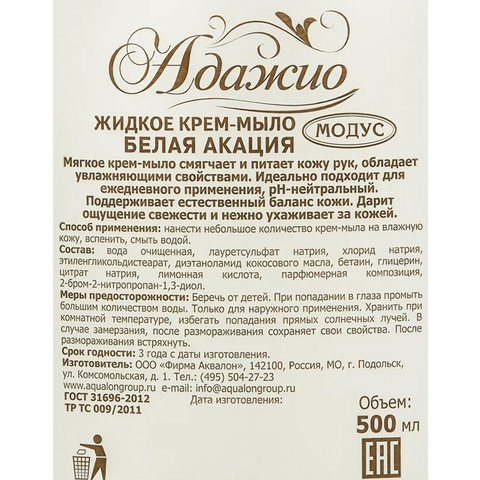 Адажио
ЖИДКОЕ КРЕМ-МЫЛО
МОДУС
БЕЛАЯ АКАЦИЯ
Мягкое крем-мыло смягчает и питает кожу рук, обладает
увлажняющими свойствами. Идеально подходит для
ежедневного применения, pH-нейтральный.
Поддерживает естественный баланс кожи. Дарит
ощущение свежести и нежно ухаживает за кожей.
Способ применения: нанести небольшое количество крем-мыла на влажную
кожу, вспенить, смыть водой.
Состав: вода очищенная, лауретсульфат натрия, хлорид натрия,
этиленгликольдистеарат, диэтаноламид кокосового масла, бетаин, глицерин,
цитрат натрия, лимонная кислота, парфюмерная композиция,
2-бром-2-нитропропан-1,3-диол.
Меры предосторожности: Беречь от детей. При попадании в глаза промыть
большим количеством воды. Только для наружного применения. Хранить при
комнатной температуре, избегать попадания прямых солнечных лучей. В
случае замерзания, после размораживания сохраняет свои свойства. После
размораживания встряхнуть.
Срок годности: 3 года с даты изготовления.
Изготовитель: ООО «Фирма Аквалон», 142100, Россия, МО, г. Подольск,
ул. Комсомольская, д. 1. Тел.: (495) 504-27-23
www.aqualongroup.ru e-mail: info@aqualongroup.ru
ГОСТ 31696-2012 Дата изготовления:
ТР ТС 009/2011
Объем:
500 мл
EAC